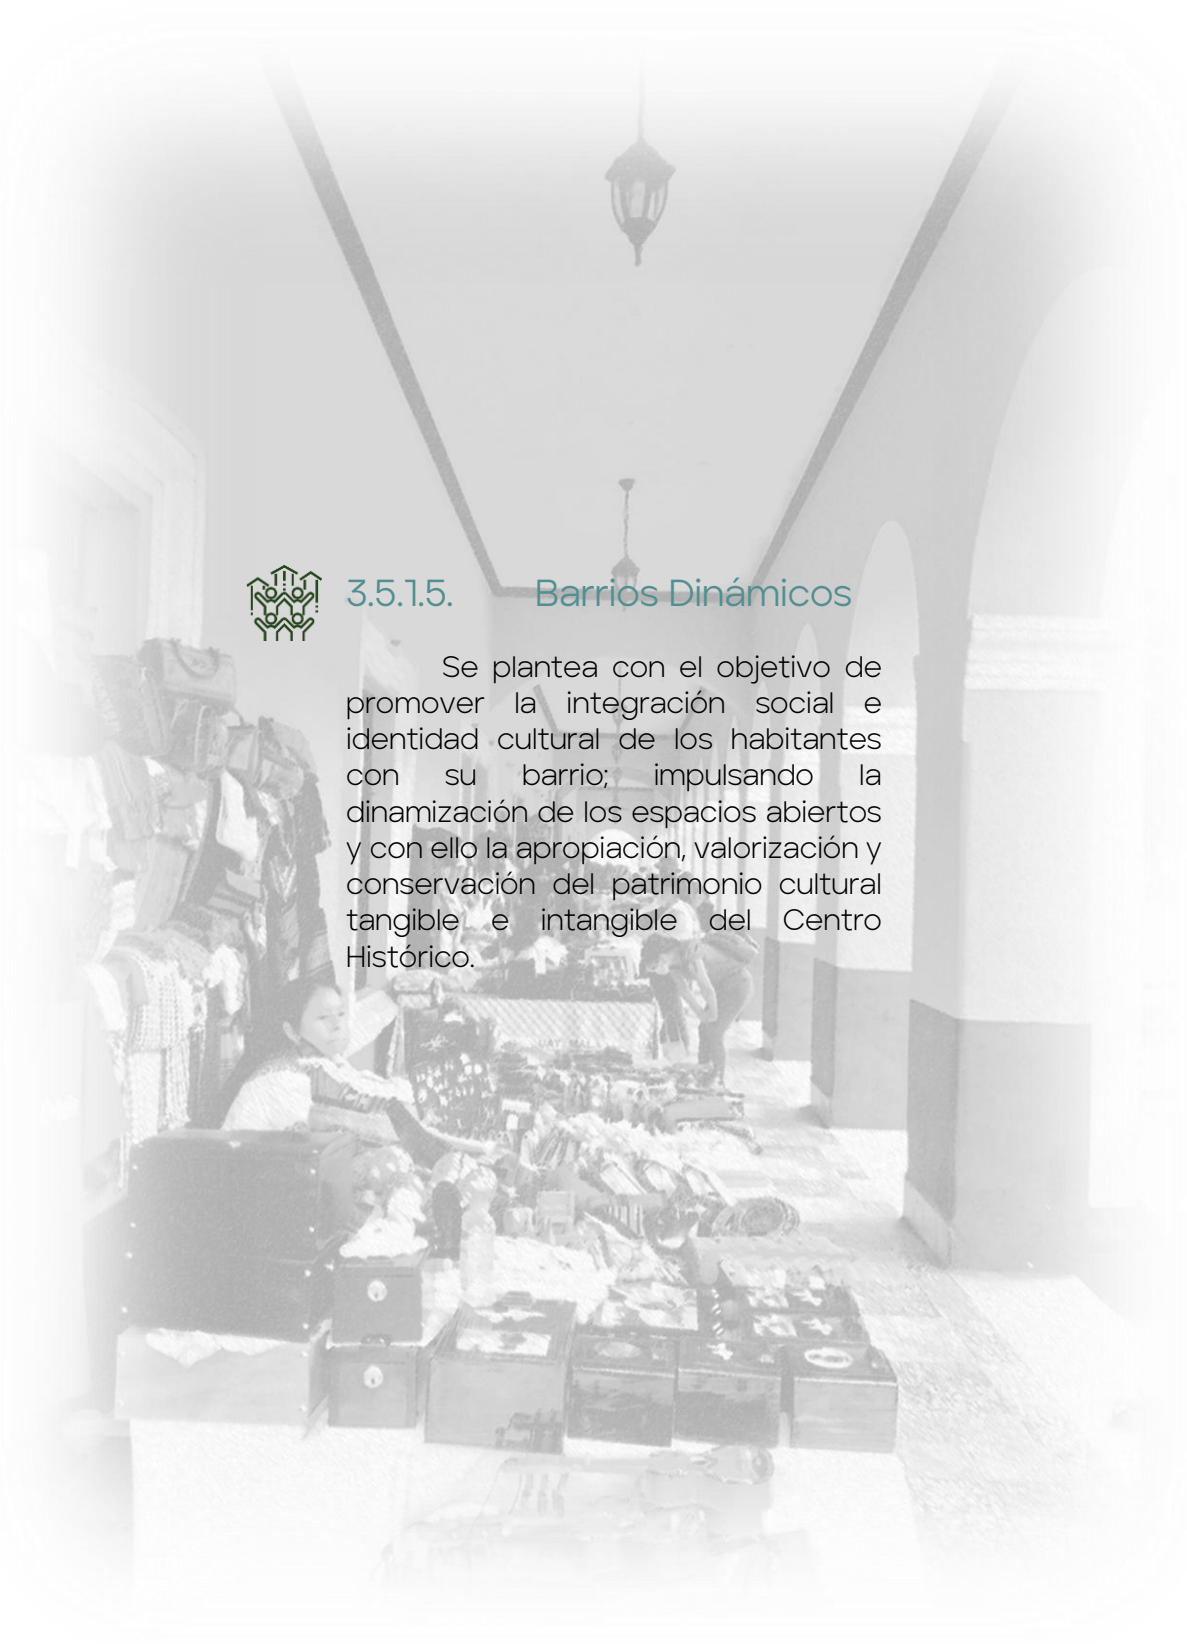 3.5.1.5. Barrios Dinámicos
Se plantea con el objetivo de
promover la integración social e
identidad cultural de los habitantes
con su barrio; impulsando la
dinamización de los espacios abiertos
y con ello la apropiación, valorización y
conservación del patrimonio cultural
tangible e intangible del Centro
Histórico.